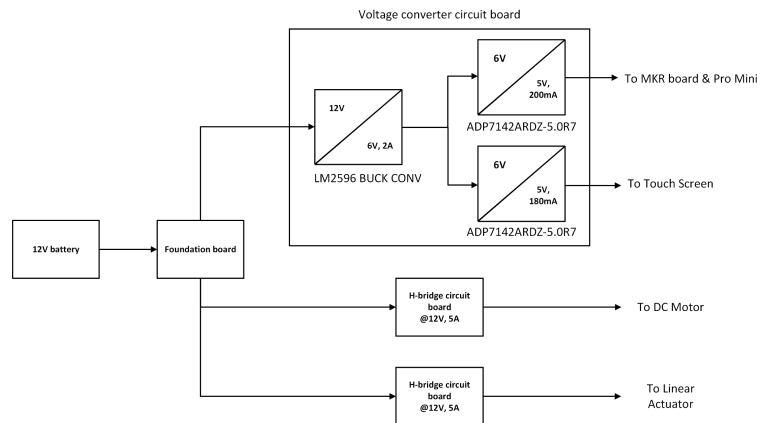 Voltage converter circuit board
6V
5V,
200mA
To MKR board & Pro Mini
ADP7142ARDZ-5.0R7
12V
6V, 2A
LM2596 BUCK CONV
6V
5V,
180mA
To Touch Screen
ADP7142ARDZ-5.0R7
12V battery
Foundation board
H-bridge circuit
board
@12V, 5A
To DC Motor
H-bridge circuit
board
@12V, 5A
To Linear
Actuator